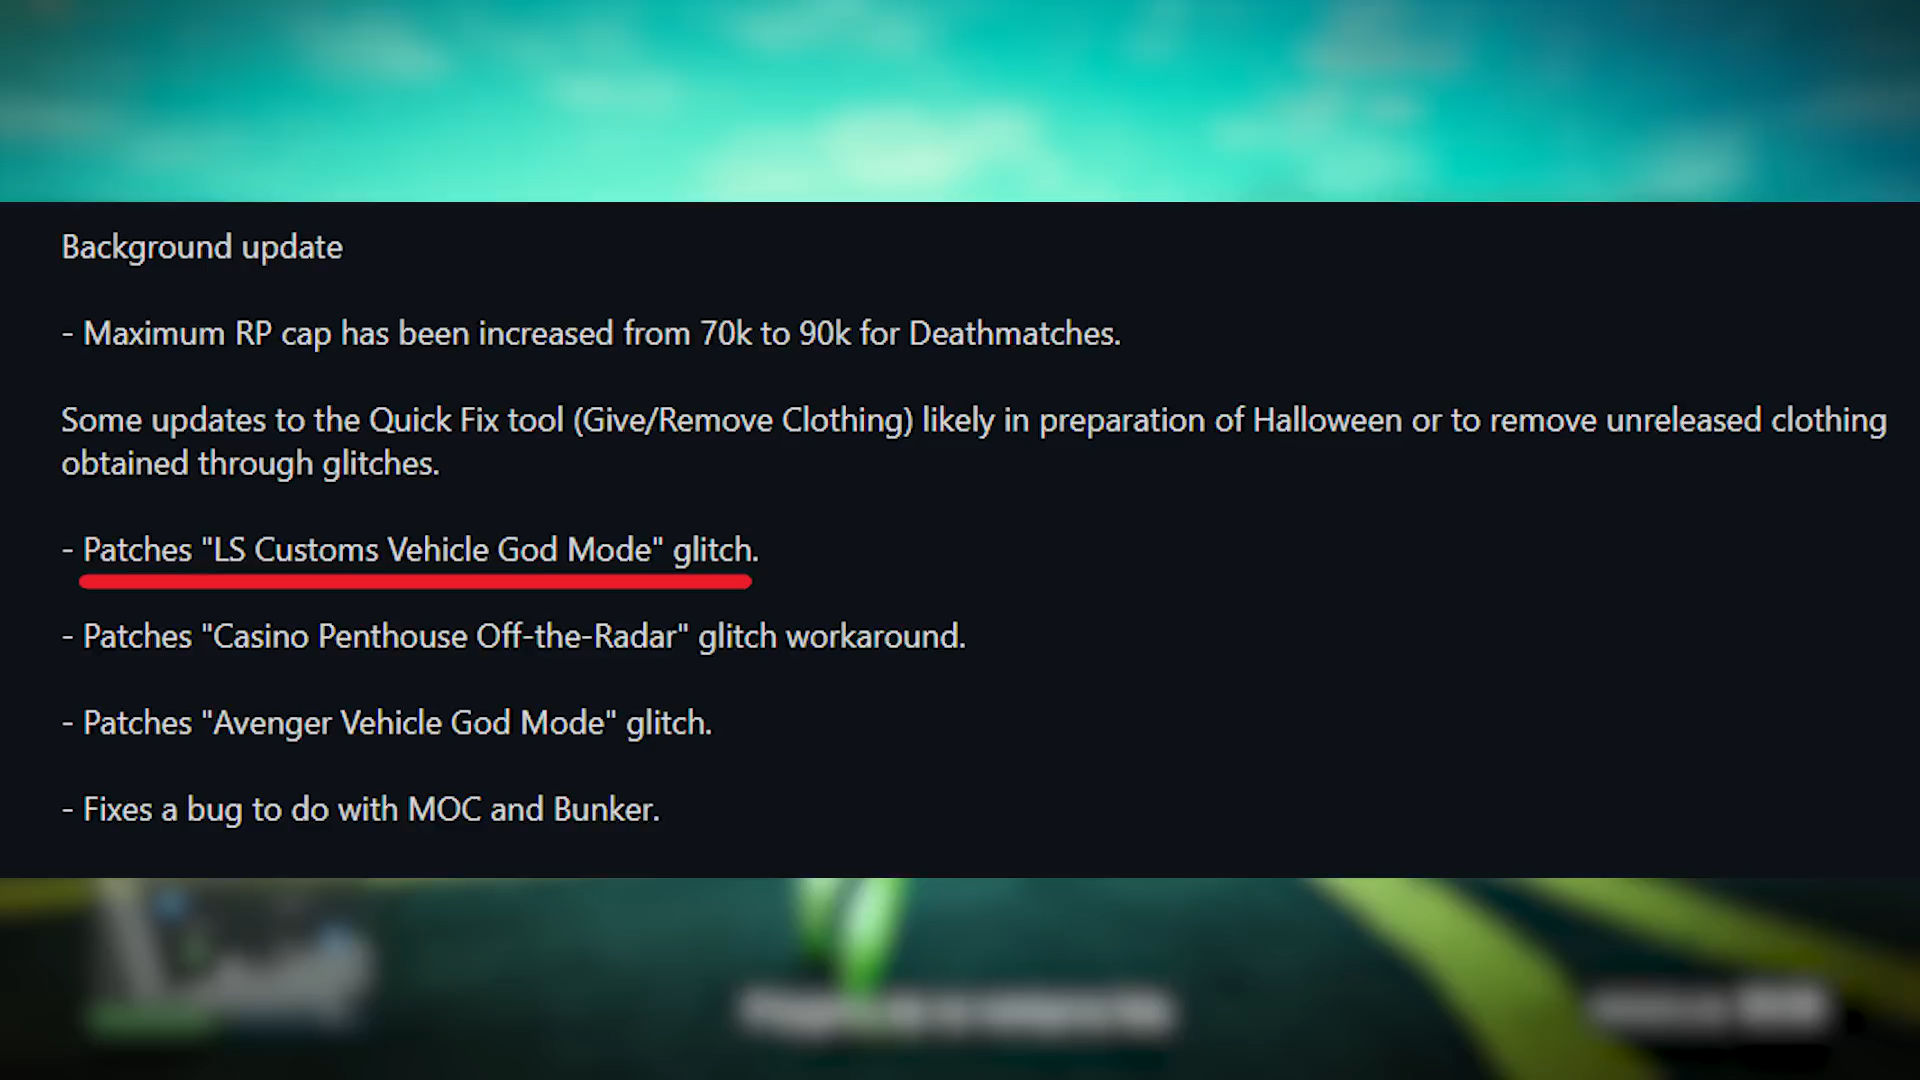 Background update
- Maximum RP cap has been increased from 70k to 90k for Deathmatches.
Some updates to the Quick Fix tool (Give/Remove Clothing) likely in preparation of Halloween or to remove unreleased clothing
obtained through glitches.
- Patches "LS Customs Vehicle God Mode" glitch.
- Patches "Casino Penthouse Off-the-Radar" glitch workaround.
- Patches "Avenger Vehicle God Mode" glitch.
- Fixes a bug to do with MOC and Bunker.